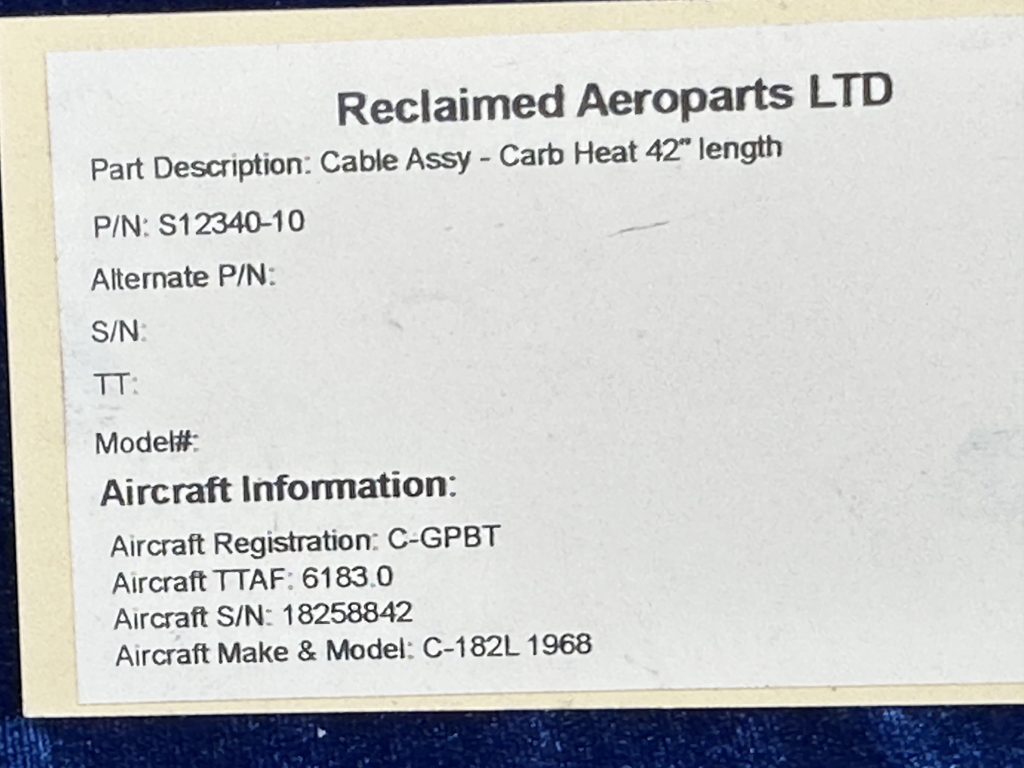 Reclaimed Aeroparts LTD
Part Description: Cable Assy - Carb Heat 42" length
P/N: S12340-10
Alternate P/N:
S/N:
TT:
Model#:
Aircraft Information:
Aircraft Registration: C-GPBT
Aircraft TTAF: 6183.0
Aircraft S/N: 18258842
Aircraft Make & Model: C-182L 1968